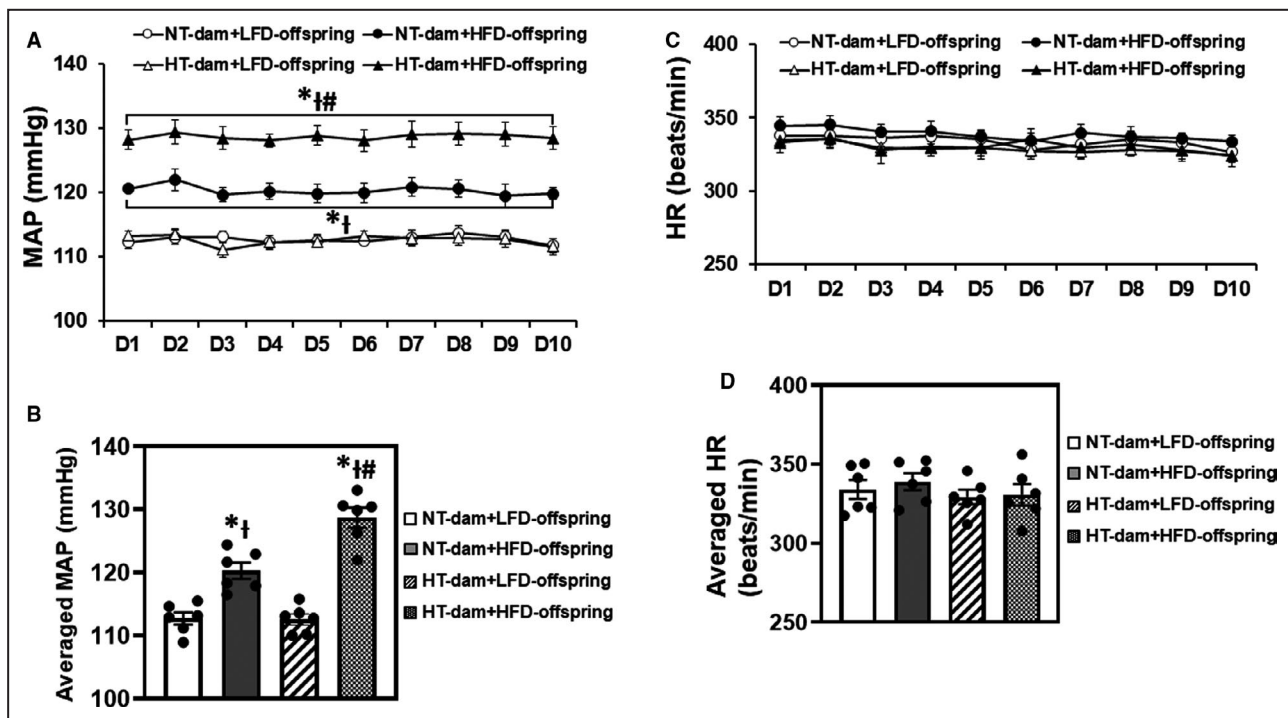 A
NT-dam+LFD-offspring NT-dam+HFD-offspring
HT-dam+LFD-offspring HT-dam+HFD-offspring
MAP (mmHg)
140
130
120
110
100
*ƚ#
*ƚ
D1 D2 D3 D4 D5 D6 D7 D8 D9 D10
B
Averaged MAP (mmHg)
140
130
120
110
100
*ƚ
*ƚ#
NT-dam+LFD-offspring
NT-dam+HFD-offspring
HT-dam+LFD-offspring
HT-dam+HFD-offspring
C
NT-dam+LFD-offspring NT-dam+HFD-offspring
HT-dam+LFD-offspring HT-dam+HFD-offspring
HR (beats/min)
400
350
300
250
D1 D2 D3 D4 D5 D6 D7 D8 D9 D10
D
Averaged HR
(beats/min)
400
350
300
250
NT-dam+LFD-offspring
NT-dam+HFD-offspring
HT-dam+LFD-offspring
HT-dam+HFD-offspring